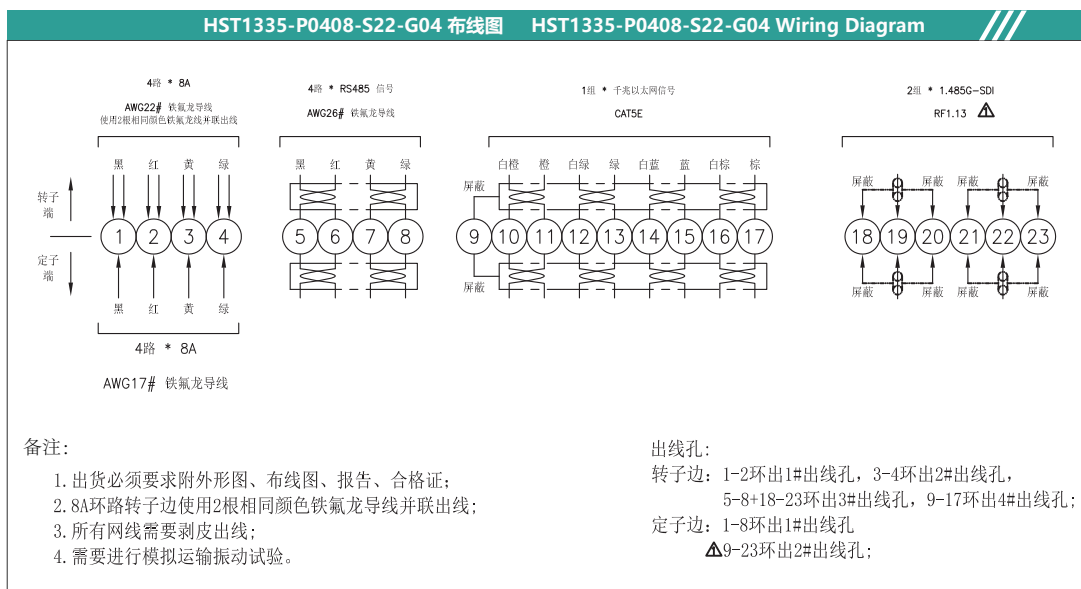 HST1335-P0408-S22-G04 布线图 HST1335-P0408-S22-G04 Wiring Diagram
4路 * 8A
AWG22# 铁氟龙导线
使用2根相同颜色铁氟龙线并联出线
黑 红 黄 绿
转子端
1 2 3 4
定子端
黑 红 黄 绿
4路 * 8A
AWG17# 铁氟龙导线
4路 * RS485 信号
AWG26# 铁氟龙导线
黑 红 黄 绿
5 6 7 8
1组 * 千兆以太网信号
CAT5E
白橙 橙 白绿 绿 白蓝 蓝 白棕 棕
屏蔽
9 10 11 12 13 14 15 16 17
屏蔽
2组 * 1.485G-SDI
RF1.13 ⚠1
屏蔽 屏蔽 屏蔽 屏蔽
18 19 20 21 22 23
屏蔽 屏蔽 屏蔽 屏蔽
备注:
1. 出货必须要求附外形图、布线图、报告、合格证;
2. 8A环路转子边使用2根相同颜色铁氟龙导线并联出线;
3. 所有网线需要剥皮出线;
4. 需要进行模拟运输振动试验。
出线孔:
转子边: 1-2环出1#出线孔, 3-4环出2#出线孔,
5-8+18-23环出3#出线孔, 9-17环出4#出线孔;
定子边: 1-8环出1#出线孔
⚠1 9-23环出2#出线孔;